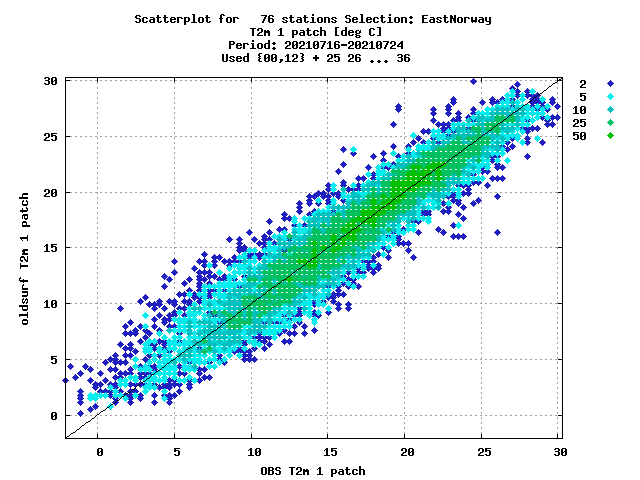 Scatterplot for 76 stations Selection: EastNorway
T2m 1 patch [deg C]
Period: 20210716-20210724
Used {00,12} + 25 26 ... 36
30
25
20
15
10
5
0
oldsurf T2m 1 patch
0 5 10 15 20 25 30
OBS T2m 1 patch
2
5
10
25
50